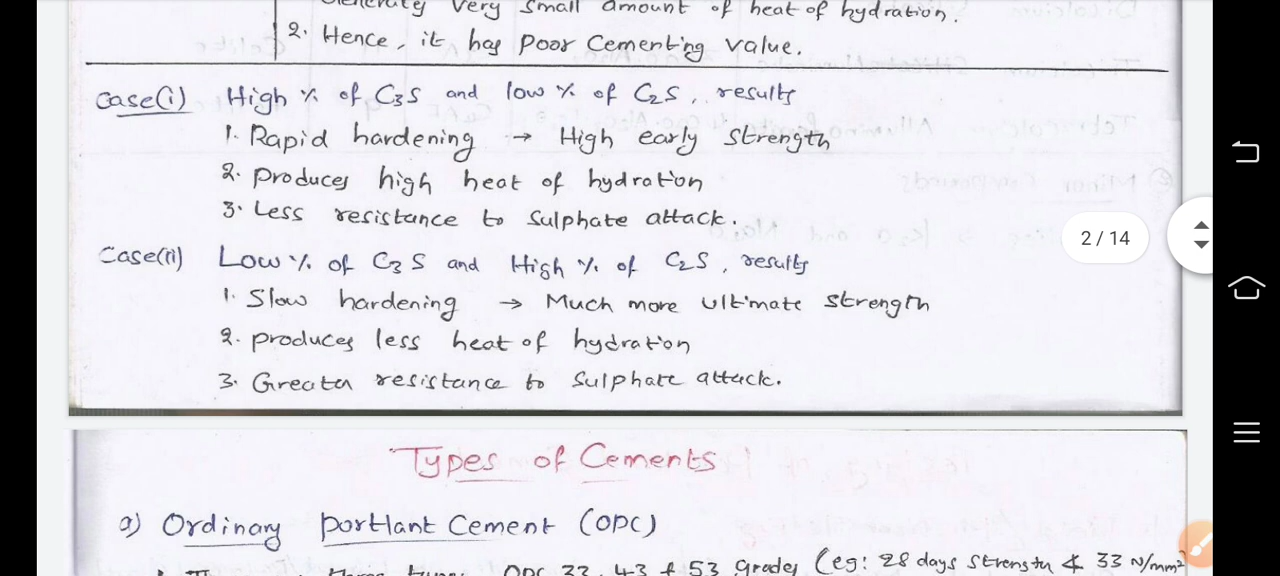 Generate very small amount of heat of hydration.
2. Hence, it has poor cementing value.
Case(i) High % of C3S and low % of C2S, results
1. Rapid hardening → High early strength
2. Produces high heat of hydration
3. Less resistance to Sulphate attack.
2 / 14
Case(ii) Low % of C3S and High % of C2S, results
1. Slow hardening → Much more ultimate strength
2. produces less heat of hydration
3. Greater resistance to Sulphate attack.
Types of Cements
a) Ordinary portlant Cement (OPC)
OPC 33, 43 & 53 grades (eg: 28 days strength ≮ 33 N/mm²